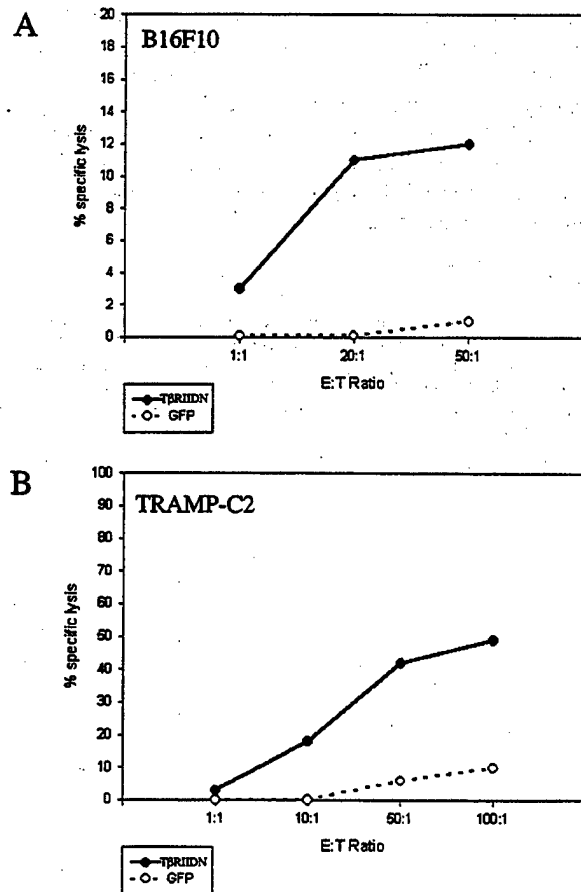 A
B16F10
% specific lysis
20
18
16
14
12
10
8
6
4
2
0
1:1 20:1 50:1
E:T Ratio
TβRIIDN
GFP
B
TRAMP-C2
% specific lysis
100
90
80
70
60
50
40
30
20
10
0
1:1 10:1 50:1 100:1
E:T Ratio
TβRIIDN
GFP